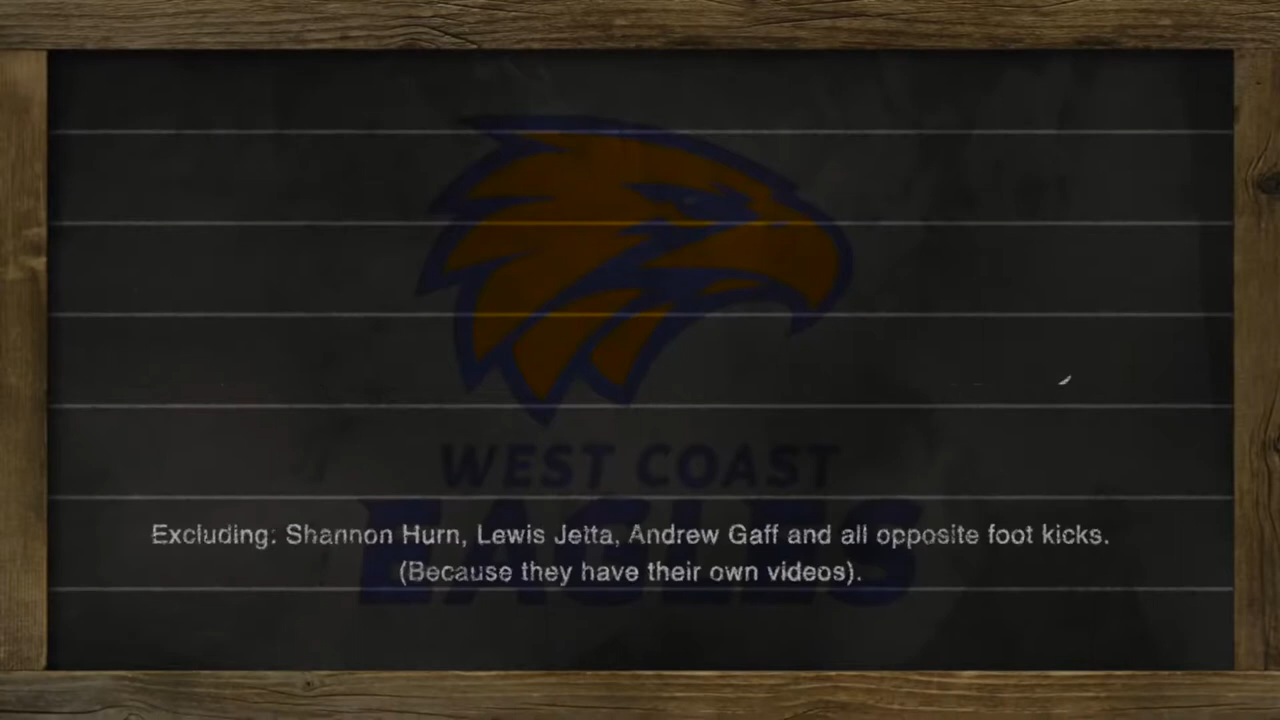 WEST COAST
EAGLES
Excluding: Shannon Hurn, Lewis Jetta, Andrew Gaff and all opposite foot kicks.
(Because they have their own videos).